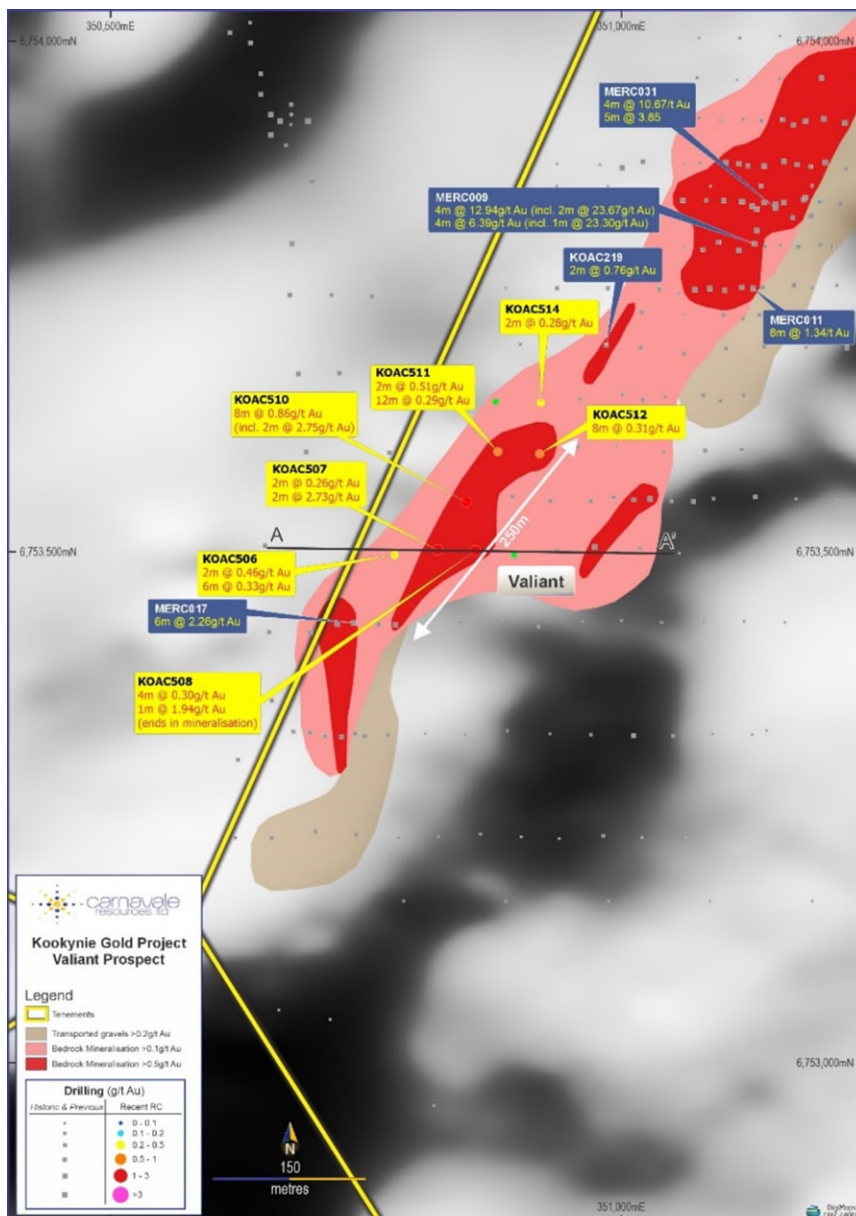 350,500mE
351,000mE
6,754,000mN
6,754,000mN
MERC031
4m @ 10.67/t Au
5m @ 3.85
MERC009
4m @ 12.94g/t Au (incl. 2m @ 23.67g/t Au)
4m @ 6.39g/t Au (incl. 1m @ 23.30g/t Au)
KOAC219
2m @ 0.76g/t Au
KOAC514
2m @ 0.28g/t Au
MERC011
8m @ 1.34/t Au
KOAC511
2m @ 0.51g/t Au
12m @ 0.29g/t Au
KOAC510
8m @ 0.86g/t Au
(incl. 2m @ 2.75g/t Au)
KOAC512
8m @ 0.31g/t Au
KOAC507
2m @ 0.26g/t Au
2m @ 2.73g/t Au
250m
A
A'
6,753,500mN
6,753,500mN
KOAC506
2m @ 0.46g/t Au
6m @ 0.33g/t Au
Valiant
MERC017
6m @ 2.26g/t Au
KOAC508
4m @ 0.30g/t Au
1m @ 1.94g/t Au
(ends in mineralisation)
carnavale
resources ltd
Kookynie Gold Project
Valiant Prospect
Legend
Tenements
Transported gravels >0.2g/t Au
Bedrock Mineralisation >0.1g/t Au
Bedrock Mineralisation >0.5g/t Au
Drilling (g/t Au)
Historic & Previous
Recent RC
0 - 0.1
0.1 - 0.2
0.2 - 0.5
0.5 - 1
1 - 3
>3
N
150
metres
6,753,000mN
351,000mE
DigMaps